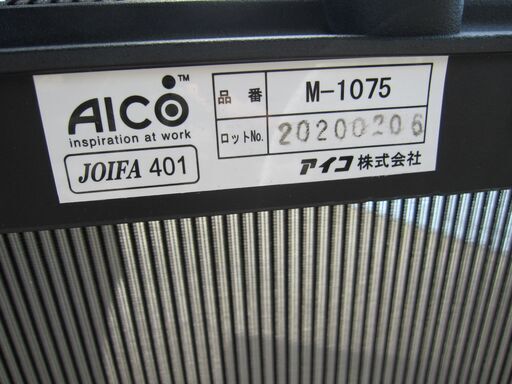 AICO™
inspiration at work
JOIFA 401
品番 M-1075
ロットNo. 20200206
アイコ株式会社